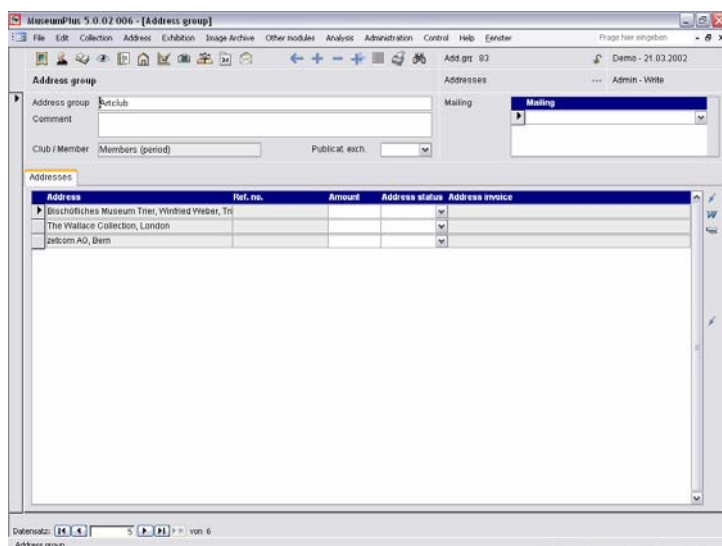 MuseumPlus 5.0.02 006 - [Address group]
File Edit Collection Address Exhibition Image Archive Other modules Analysis Administration Control Help Fenster Frage hier eingeben
Add.grp 83 Demo - 21.03.2002
Address group Addresses --- Admin - Write
Address group Artclub Mailing Mailing
Comment
Club / Member Members (period) Publicat. exch.
Addresses
Address Ref. no. Amount Address status Address invoice
Bischöfliches Museum Trier, Winfried Weber, Tri
The Wallace Collection, London
zetcom AG, Bern
Datensatz: 5 von 6
Address group